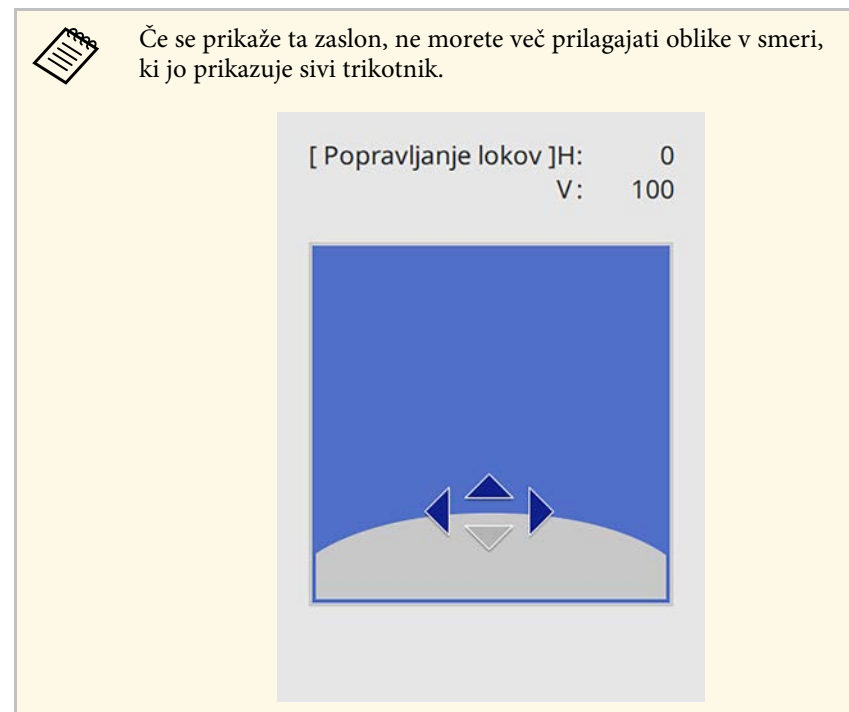 Če se prikaže ta zaslon, ne morete več prilagajati oblike v smeri,
ki jo prikazuje sivi trikotnik.
[ Popravljanje lokov ]H: 0
V: 100